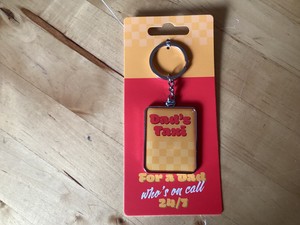 Dad's
Taxi
For a Dad
who's on call
24/7